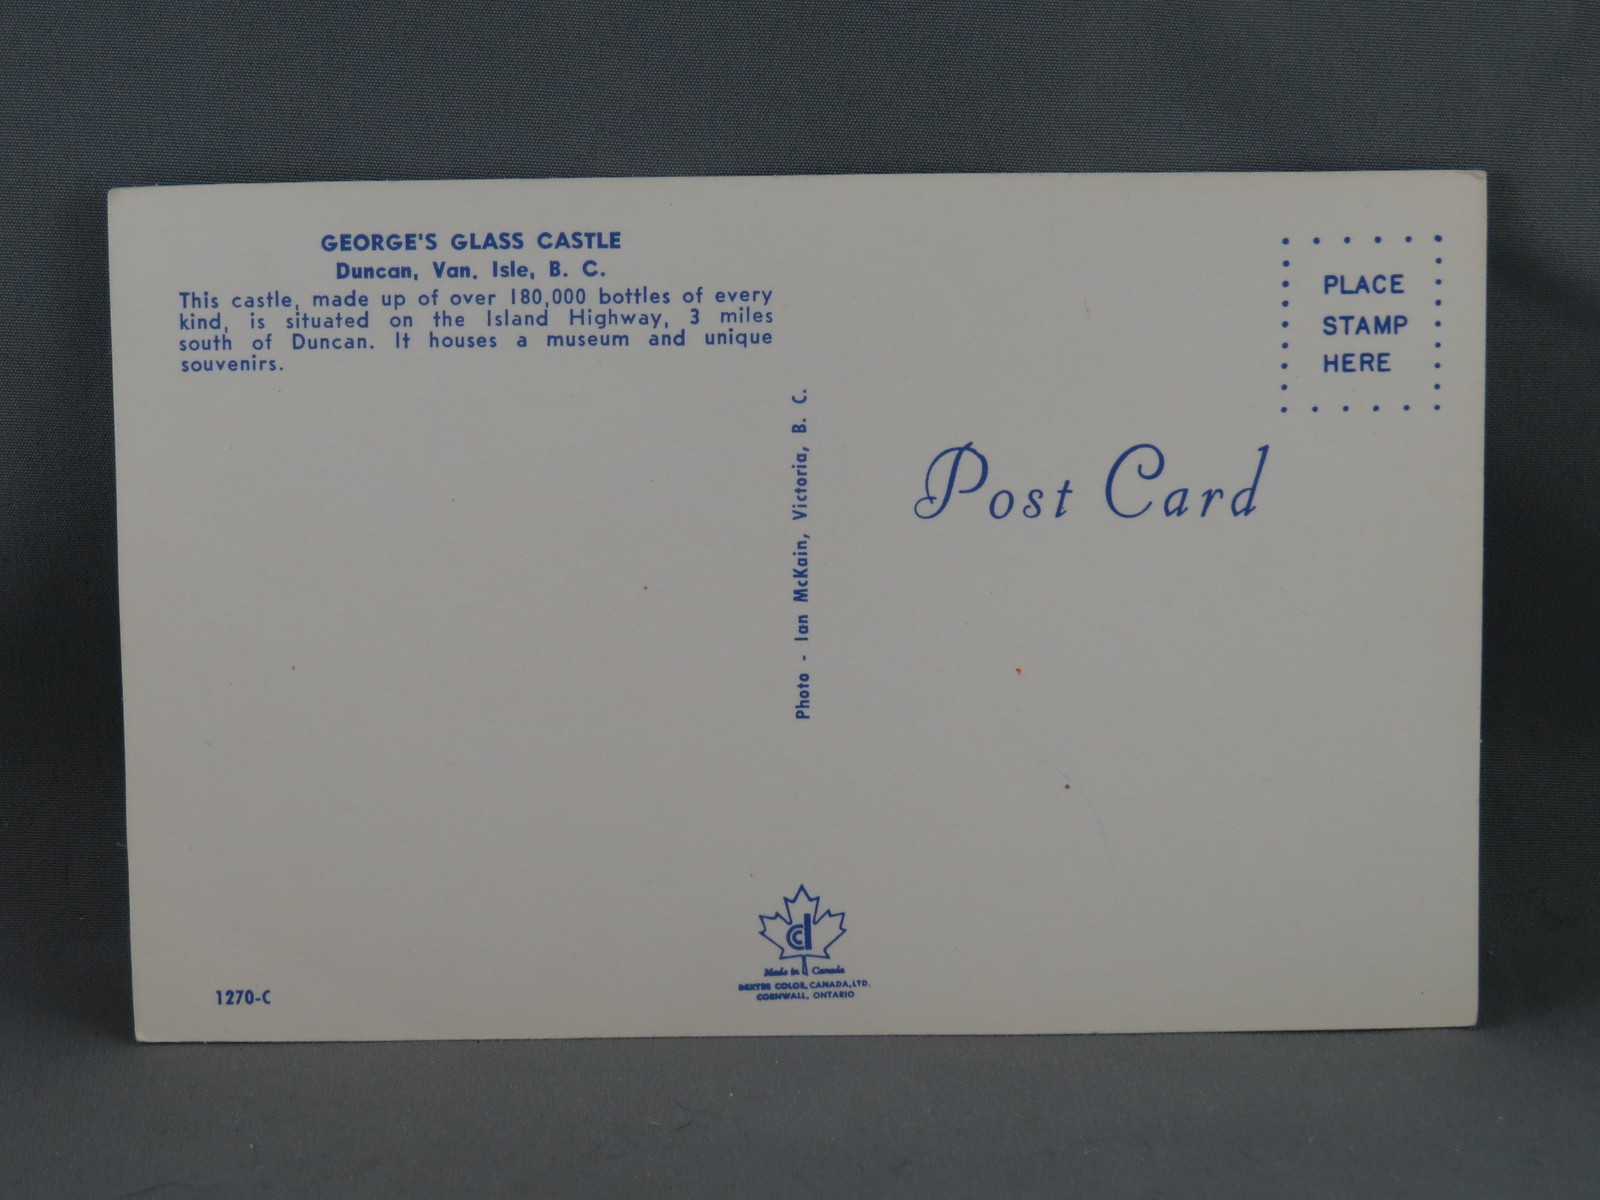 GEORGE'S GLASS CASTLE
Duncan, Van. Isle, B. C.
This castle, made up of over 180,000 bottles of every
kind, is situated on the Island Highway, 3 miles
south of Duncan. It houses a museum and unique
souvenirs.
PLACE
STAMP
HERE
Post Card
Photo - Ian McKain, Victoria, B. C.
cd
Made in Canada
DEXTER COLOR, CANADA, LTD.
CORNWALL, ONTARIO
1270-C